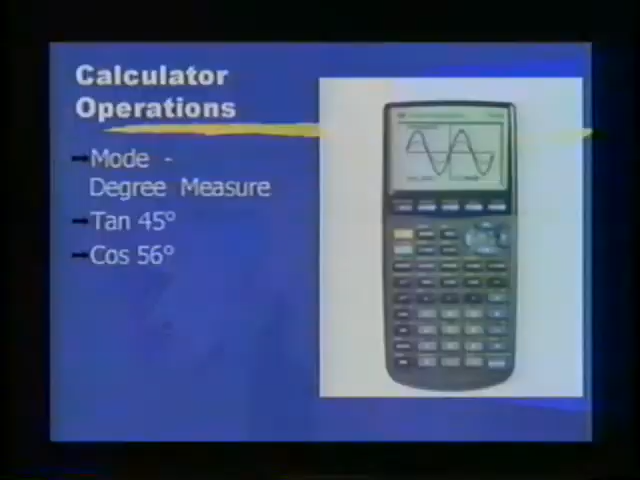 Calculator
Operations
Mode -
Degree Measure
Tan 45°
Cos 56°